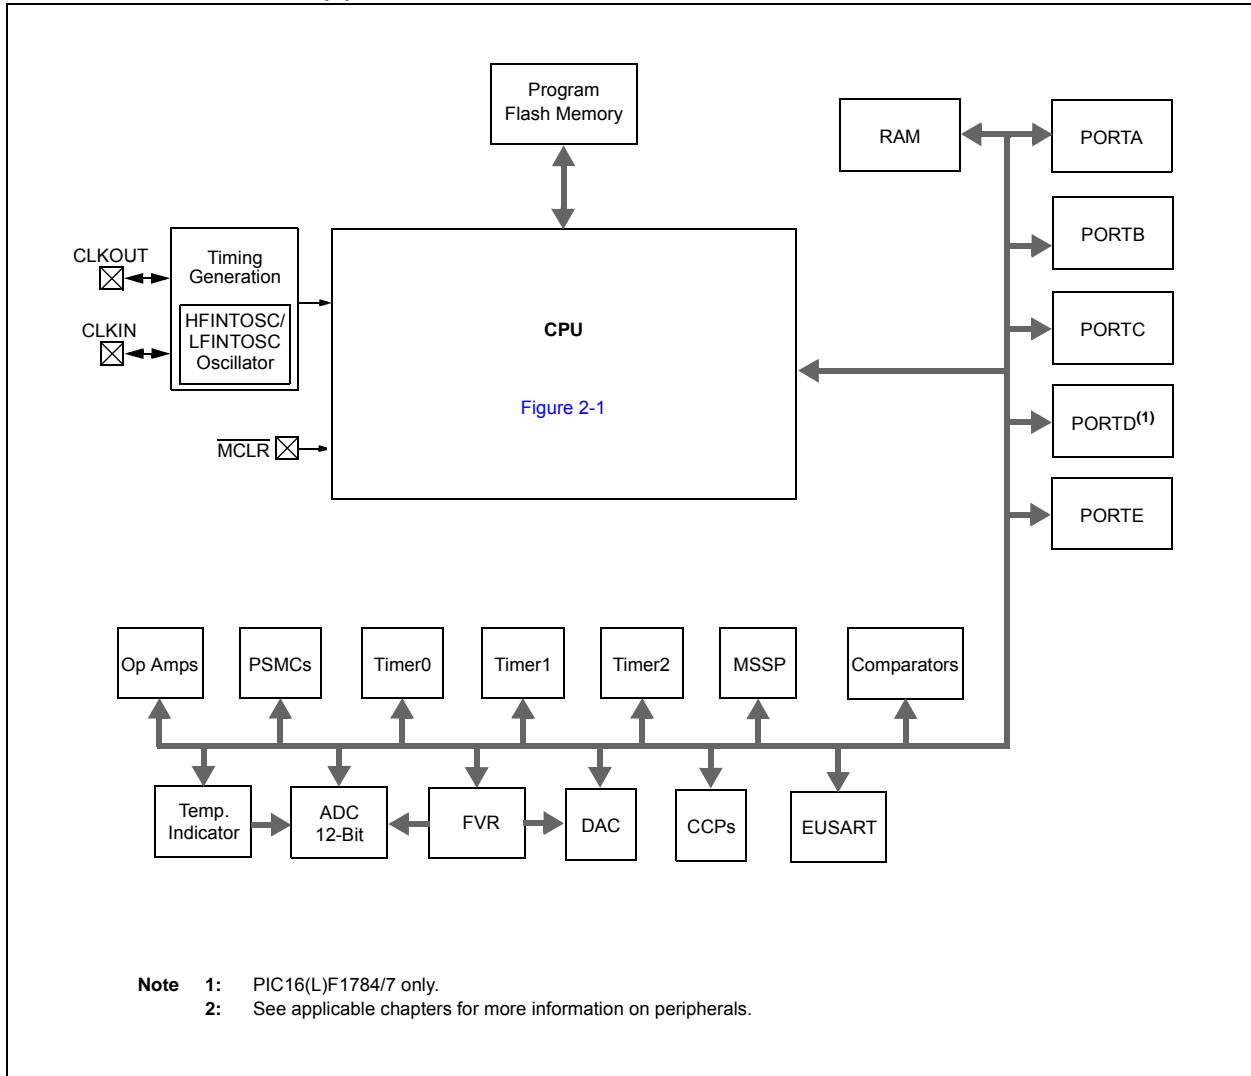 Program
Flash Memory
RAM
PORTA
PORTB
CLKOUT
Timing
Generation
HFINTOSC/
LFINTOSC
Oscillator
CLKIN
CPU
Figure 2-1
PORTC
PORTD(1)
MCLR
PORTE
Op Amps
PSMCs
Timer0
Timer1
Timer2
MSSP
Comparators
Temp.
Indicator
ADC
12-Bit
FVR
DAC
CCPs
EUSART
Note 1: PIC16(L)F1784/7 only.
2: See applicable chapters for more information on peripherals.